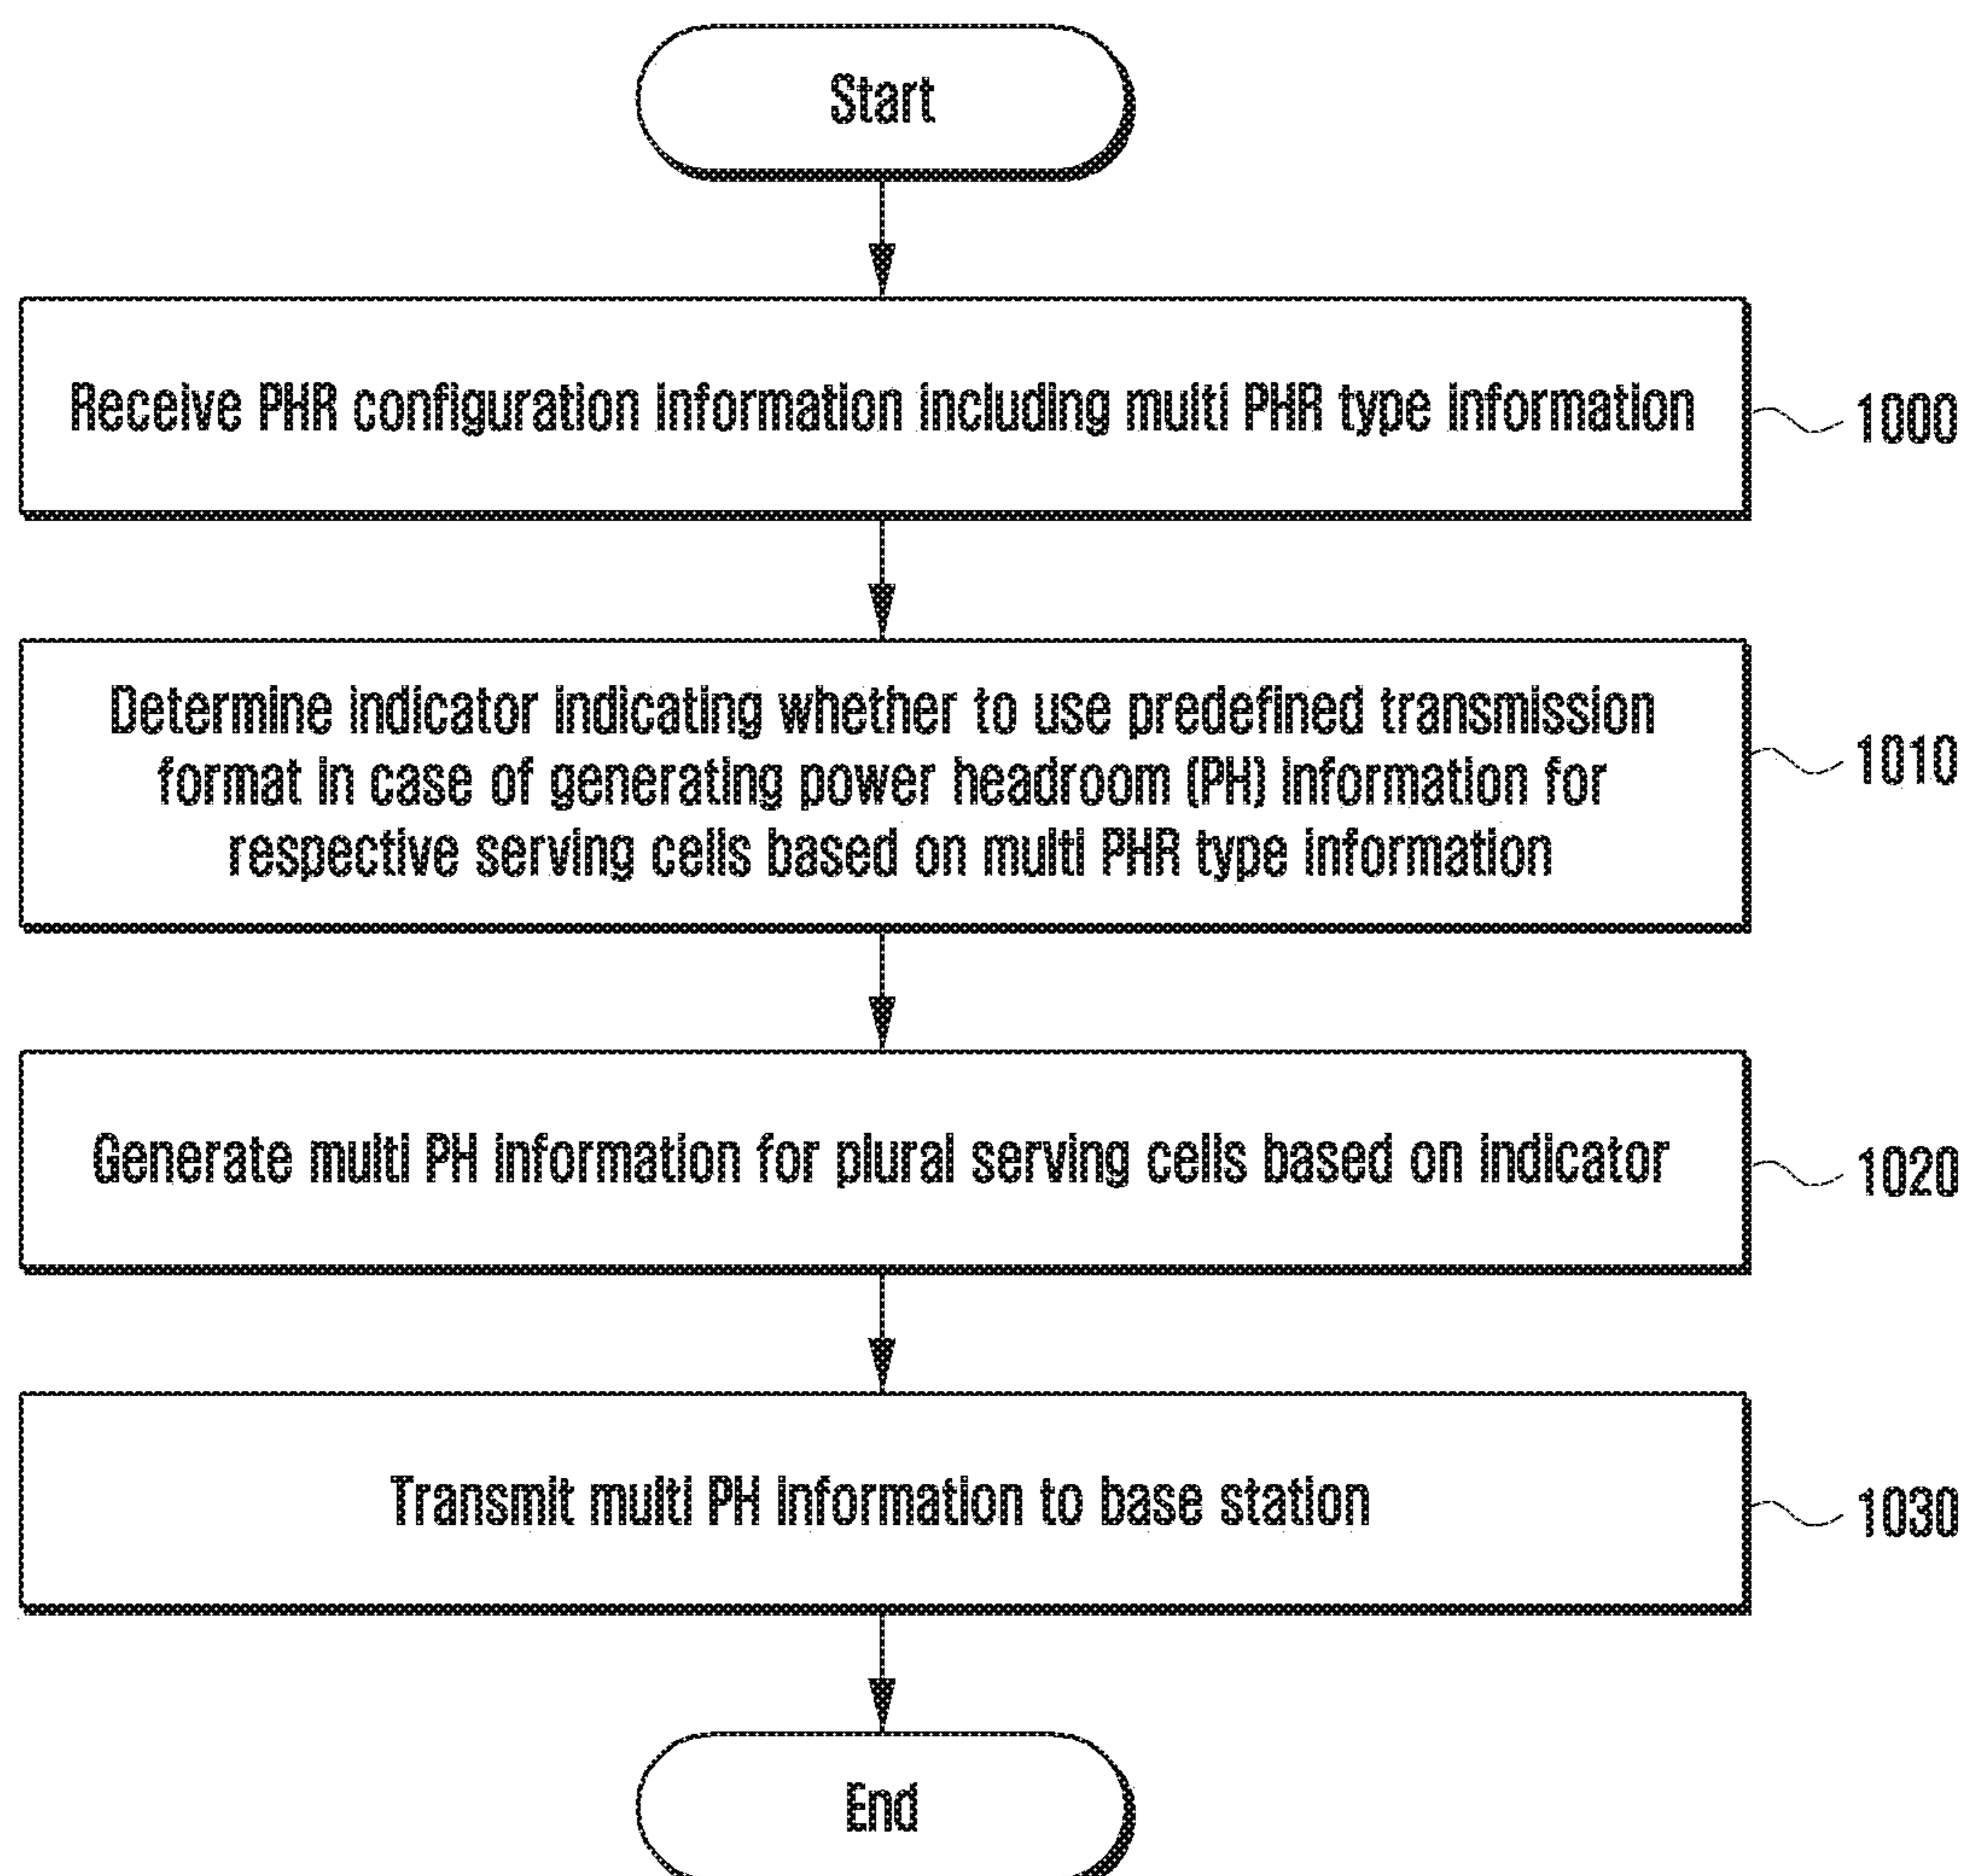 Start
Receive PHR configuration information including multi PHR type information
1000
Determine indicator indicating whether to use predefined transmission
format in case of generating power headroom (PH) information for
respective serving cells based on multi PHR type information
1010
Generate multi PH information for plural serving cells based on indicator
1020
Transmit multi PH information to base station
1030
End